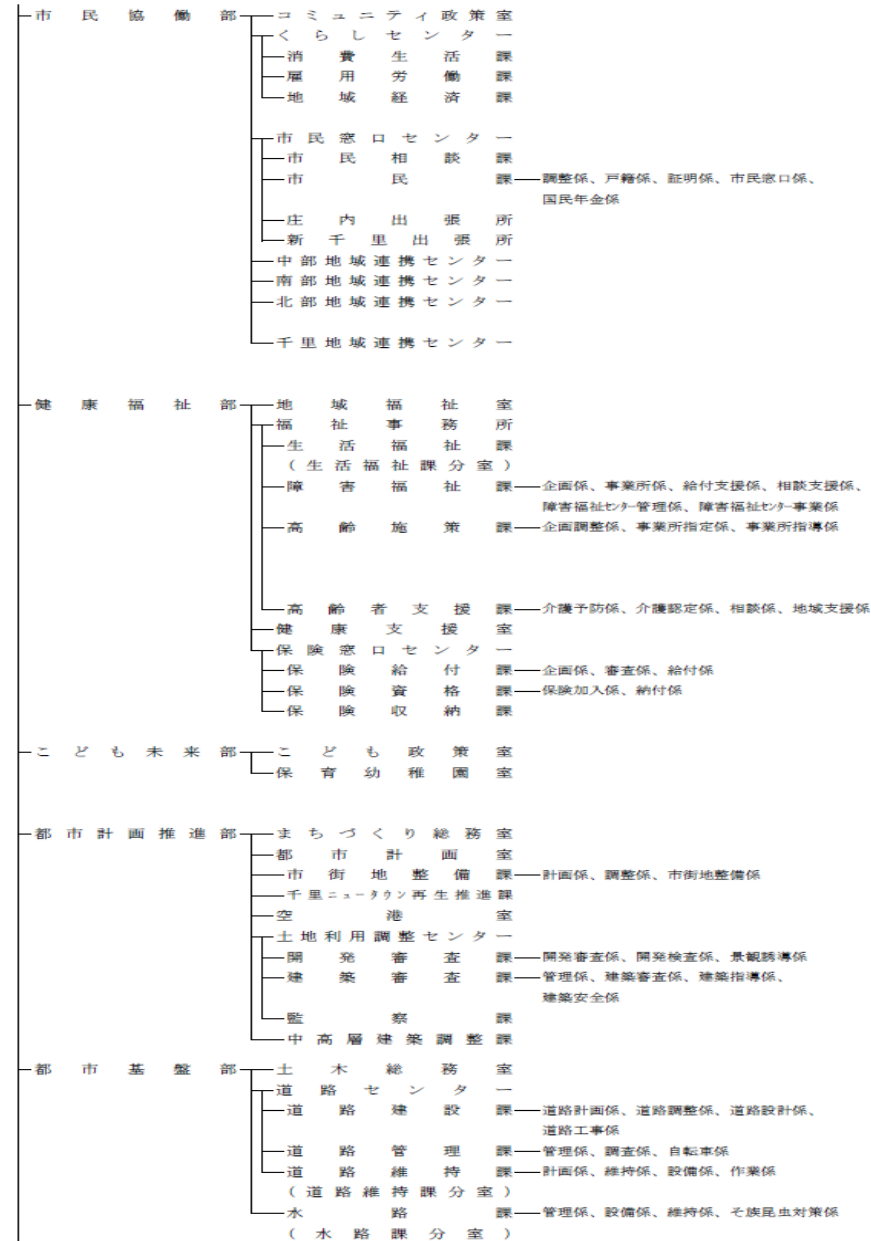 市民協働部 コミュニティ政策室
くらしセンター
消費生活課
雇用労働課
地域経済課
市民窓口センター
市民相談課
市民課 調整係、戸籍係、証明係、市民窓口係、
国民年金係
庄内出張所
新千里出張所
中部地域連携センター
南部地域連携センター
北部地域連携センター
千里地域連携センター
健康福祉部 地域福祉室
福祉事務所
生活福祉課
(生活福祉課分室)
障害福祉課 企画係、事業所係、給付支援係、相談支援係、
障害福祉センター管理係、障害福祉センター事業係
高齢施策課 企画調整係、事業所指定係、事業所指導係
高齢者支援課 介護予防係、介護認定係、相談係、地域支援係
健康支援室
保険窓口センター
保険給付課 企画係、審査係、給付係
保険資格課 保険加入係、納付係
保険収納課
こども未来部 こども政策室
保育幼稚園室
都市計画推進部 まちづくり総務室
都市計画室
市街地整備課 計画係、調整係、市街地整備係
千里ニュータウン再生推進課
空港室
土地利用調整センター
開発審査課 開発審査係、開発検査係、景観誘導係
建築審査課 管理係、建築審査係、建築指導係、
建築安全係
監察課
中高層建築調整課
都市基盤部 土木総務室
道路センター
道路建設課 道路計画係、道路調整係、道路設計係、
道路工事係
道路管理課 管理係、調査係、自転車係
道路維持課 計画係、維持係、設備係、作業係
(道路維持課分室)
水路課 管理係、設備係、維持係、そ族昆虫対策係
(水路課分室)